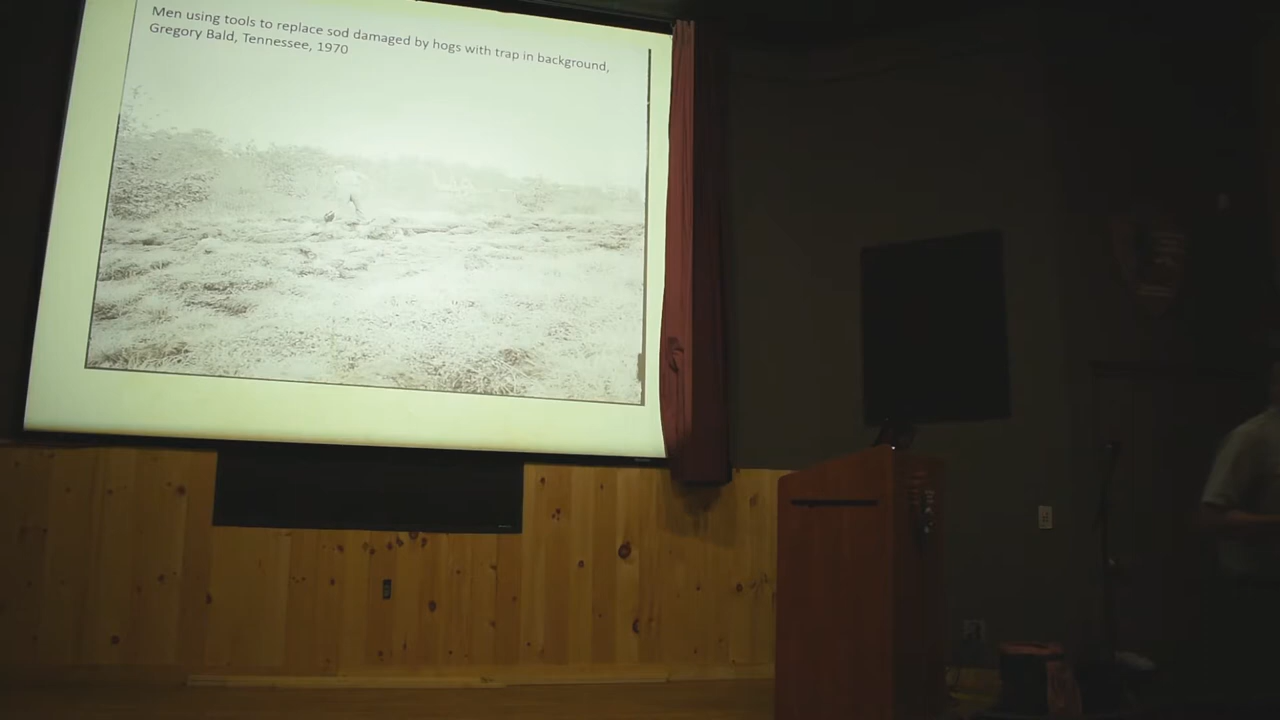 Men using tools to replace sod damaged by hogs with trap in background,
Gregory Bald, Tennessee, 1970